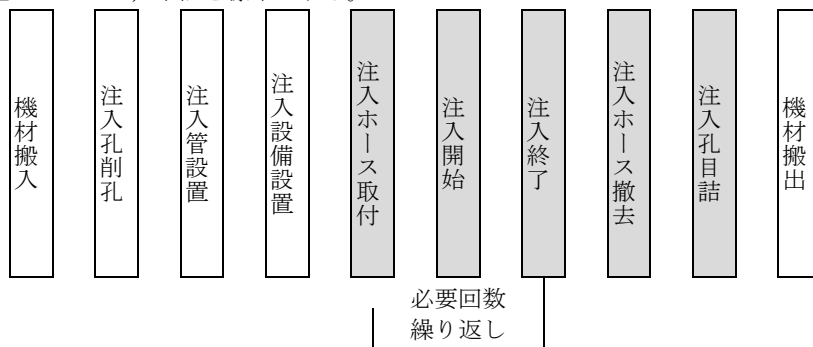 機材搬入
注入孔削孔
注入管設置
注入設備設置
注入ホース取付
注入開始
注入終了
注入ホース撤去
注入孔目詰
機材搬出
必要回数
繰り返し